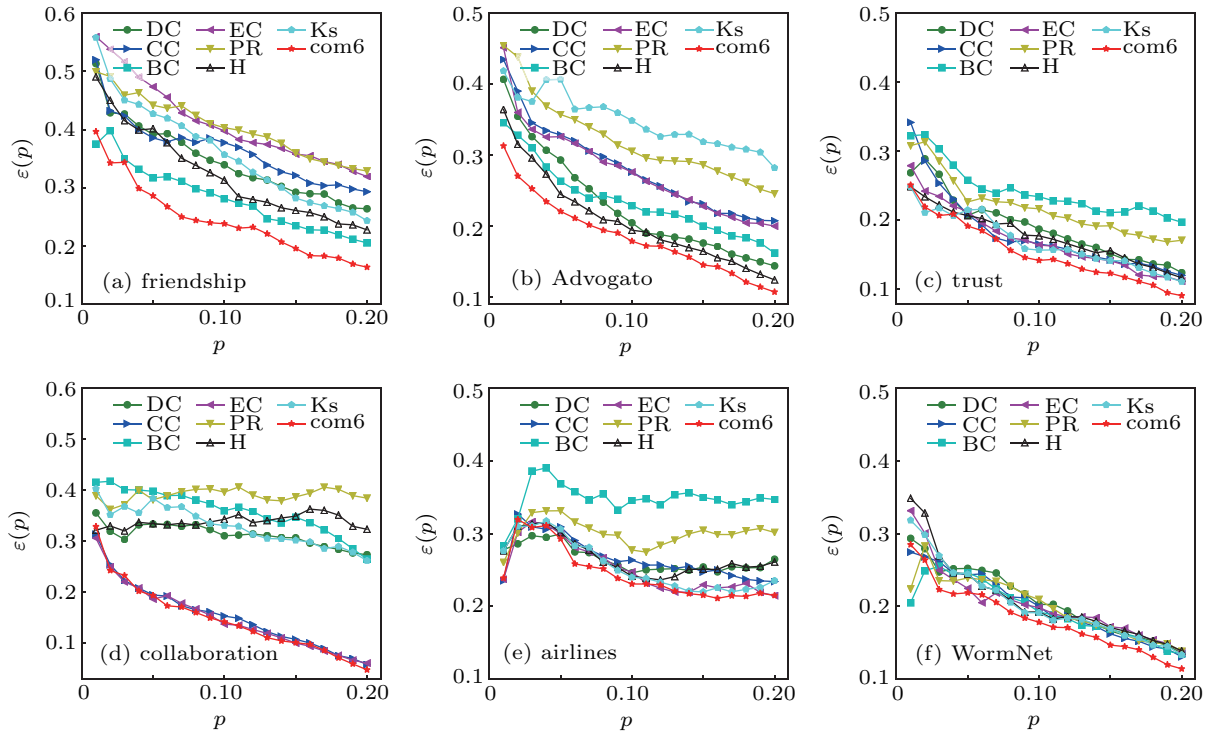 0.6
0.5
0.4
0.3
0.2
0.1
ε(p)
DC
CC
BC
EC
PR
H
Ks
com6
(a) friendship
0
0.10
0.20
p
0.5
0.4
0.3
0.2
0.1
ε(p)
DC
CC
BC
EC
PR
H
Ks
com6
(b) Advogato
0
0.10
0.20
p
0.5
0.4
0.3
0.2
0.1
ε(p)
DC
CC
BC
EC
PR
H
Ks
com6
(c) trust
0
0.10
0.20
p
0.6
0.5
0.4
0.3
0.2
0.1
ε(p)
DC
CC
BC
EC
PR
H
Ks
com6
(d) collaboration
0
0.10
0.20
p
0.5
0.4
0.3
0.2
0.1
ε(p)
DC
CC
BC
EC
PR
H
Ks
com6
(e) airlines
0
0.10
0.20
p
0.5
0.4
0.3
0.2
0.1
ε(p)
DC
CC
BC
EC
PR
H
Ks
com6
(f) WormNet
0
0.10
0.20
p